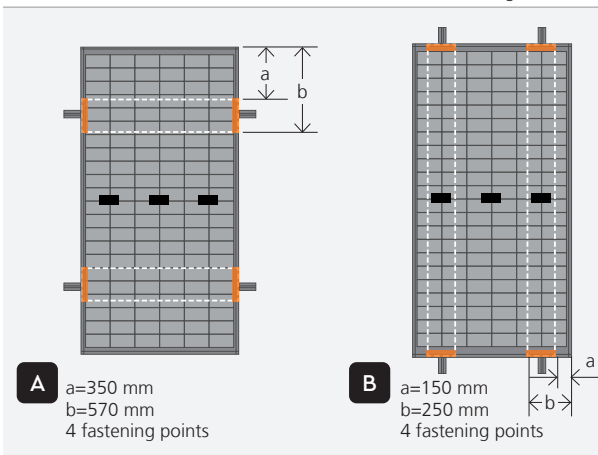 a
b
A
a=350 mm
b=570 mm
4 fastening points
B
a=150 mm
b=250 mm
4 fastening points
a
b